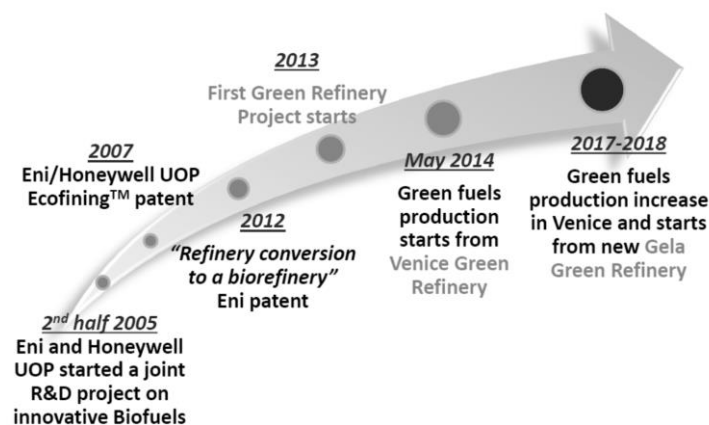 2013
First Green Refinery
Project starts
2007
Eni/Honeywell UOP
Ecofining™ patent
May 2014
Green fuels
production
starts from
Venice Green
Refinery
2017-2018
Green fuels
production increase
in Venice and starts
from new Gela
Green Refinery
2012
“Refinery conversion
to a biorefinery”
Eni patent
2nd half 2005
Eni and Honeywell
UOP started a joint
R&D project on
innovative Biofuels